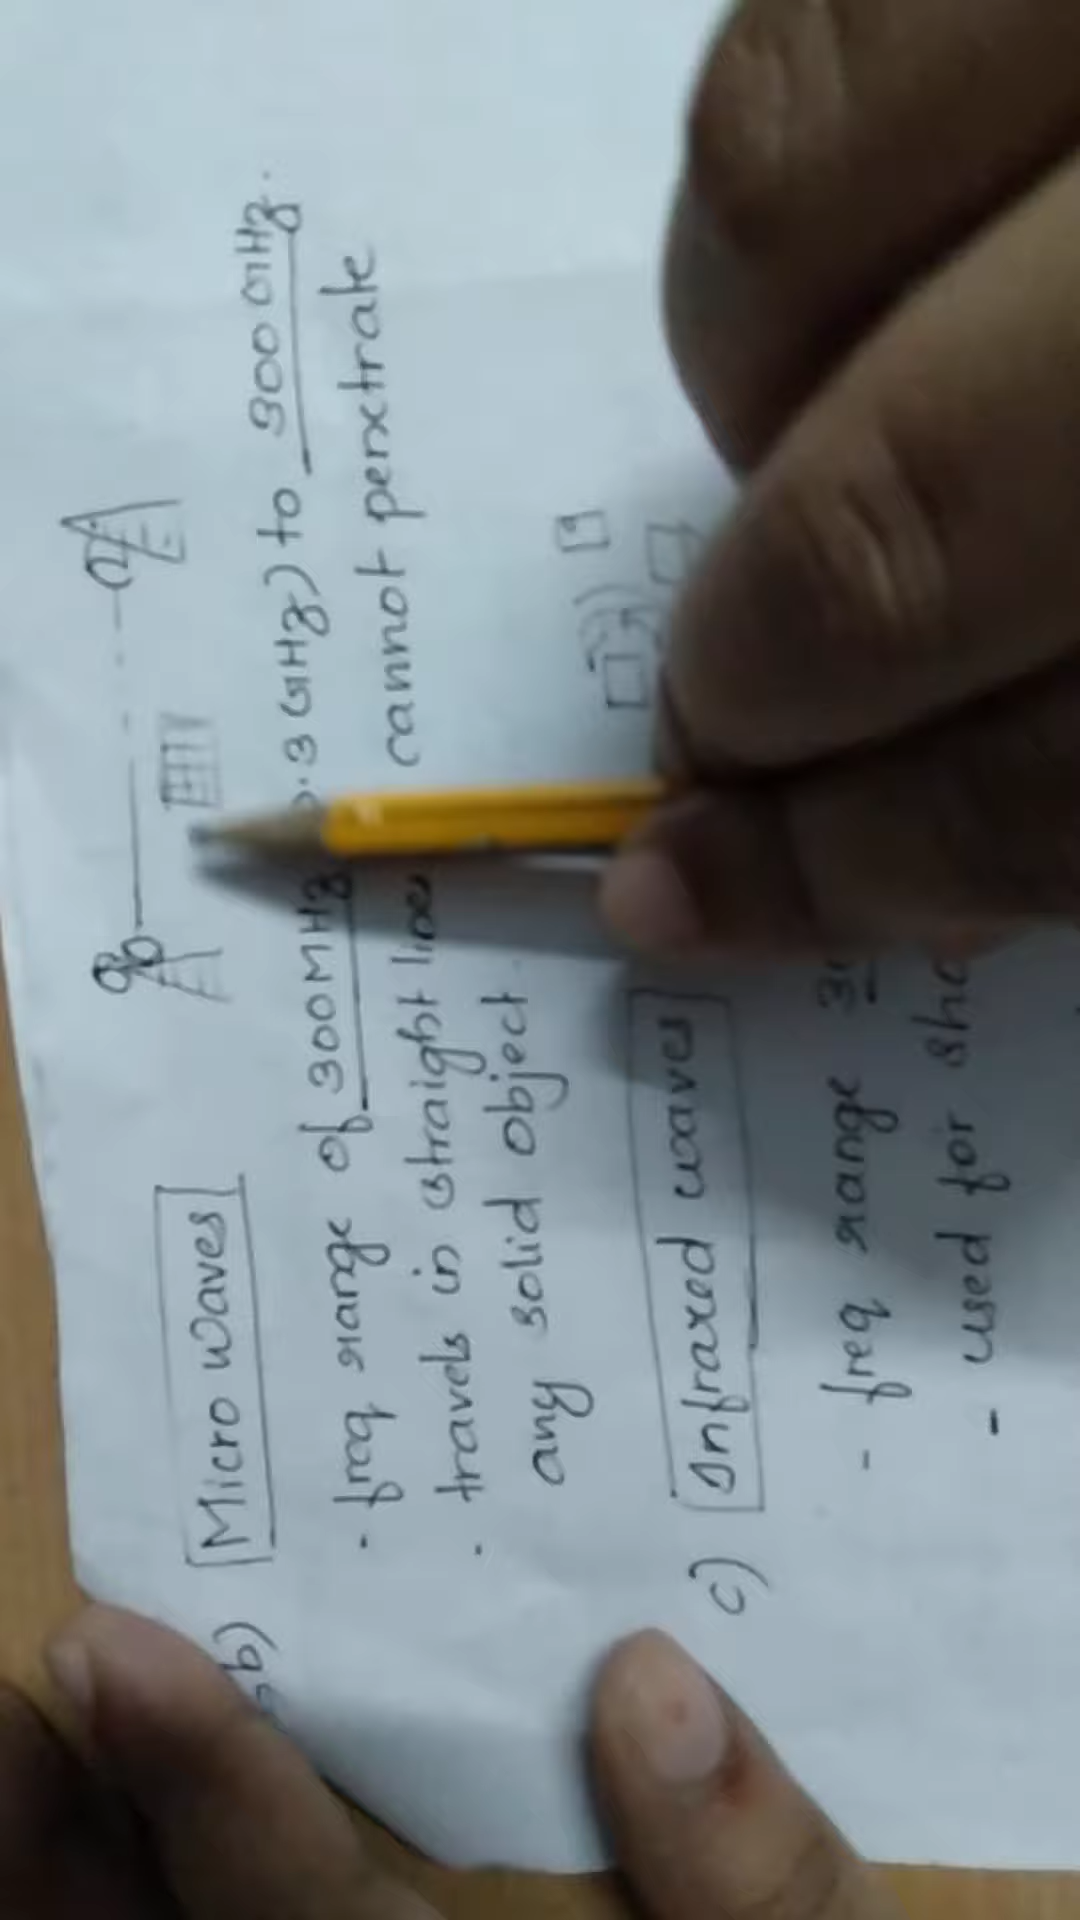 b) Micro waves
- freq range of 300MHz .3 GHz) to 300 GHz.
- travels in straight line cannot penetrate
any solid object.
c) Infrared waves
- freq range
- used for